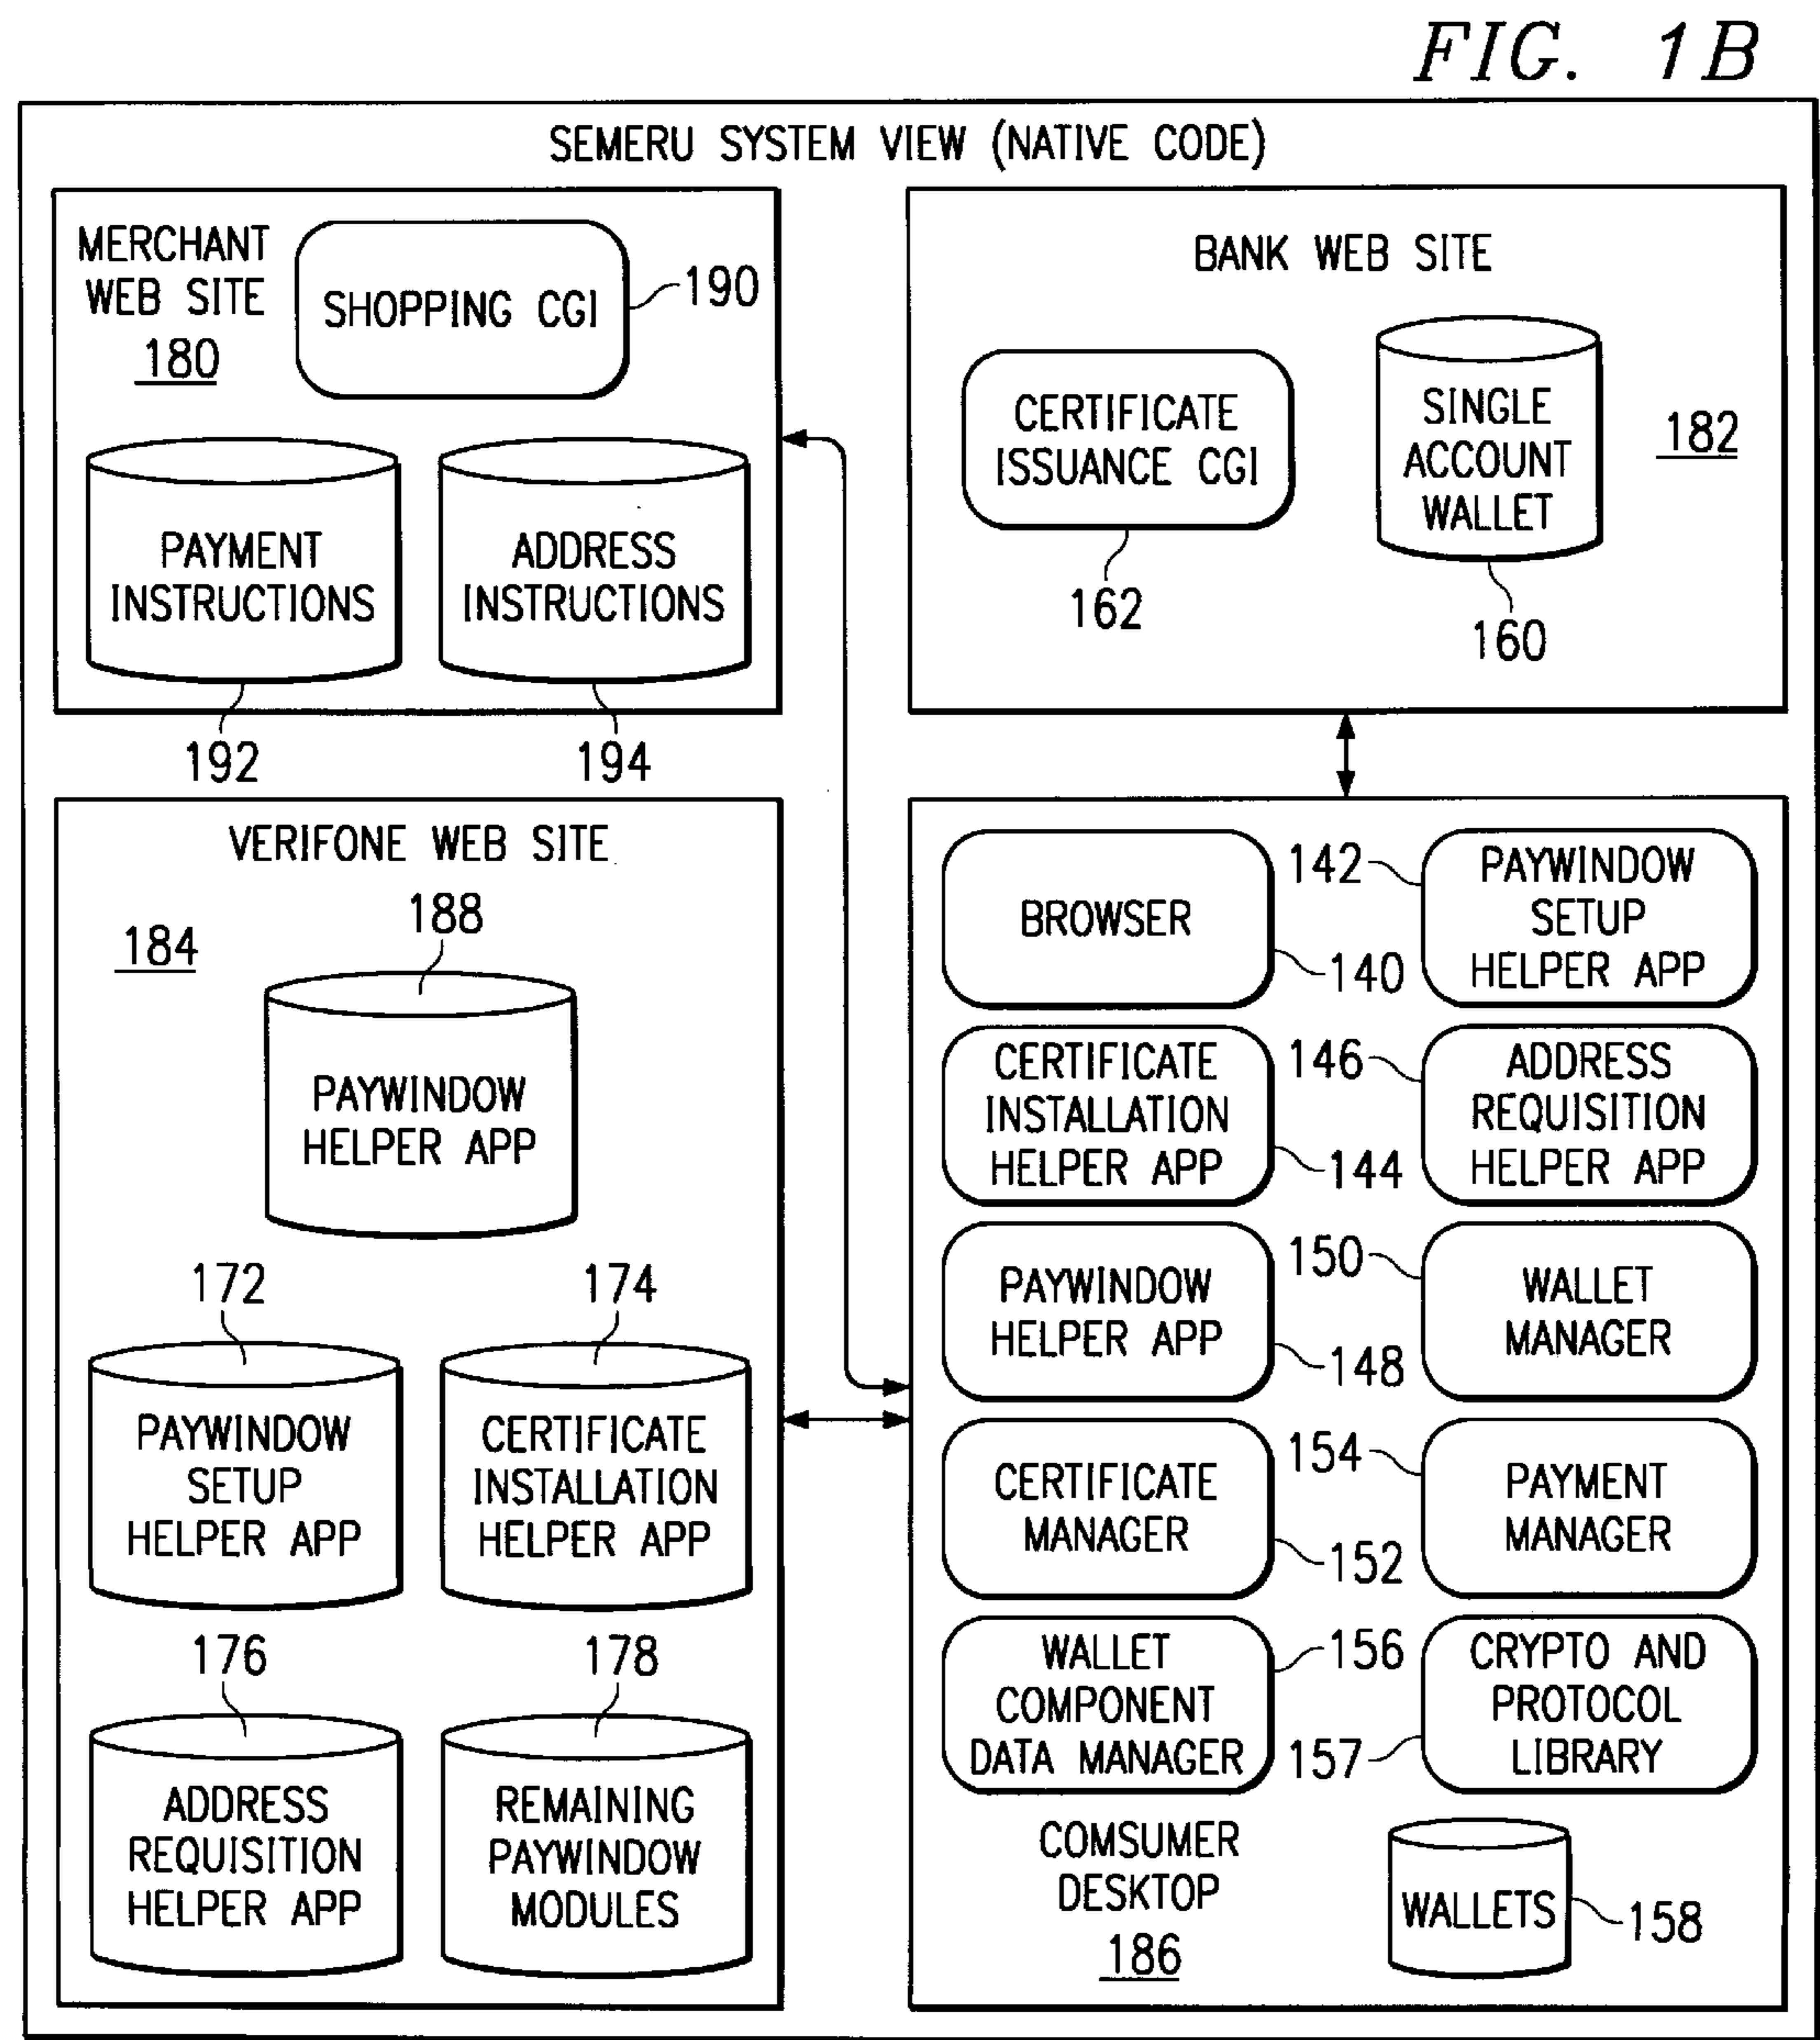 FIG. 1B
SEMERU SYSTEM VIEW (NATIVE CODE)
MERCHANT
WEB SITE
180
SHOPPING CGI
190
PAYMENT
INSTRUCTIONS
192
ADDRESS
INSTRUCTIONS
194
BANK WEB SITE
CERTIFICATE
ISSUANCE CGI
162
SINGLE
ACCOUNT
WALLET
160
182
VERIFONE WEB SITE
184
188
PAYWINDOW
HELPER APP
172
PAYWINDOW
SETUP
HELPER APP
174
CERTIFICATE
INSTALLATION
HELPER APP
176
ADDRESS
REQUISITION
HELPER APP
178
REMAINING
PAYWINDOW
MODULES
BROWSER
140
142
PAYWINDOW
SETUP
HELPER APP
CERTIFICATE
INSTALLATION
HELPER APP
144
146
ADDRESS
REQUISITION
HELPER APP
PAYWINDOW
HELPER APP
148
150
WALLET
MANAGER
CERTIFICATE
MANAGER
152
154
PAYMENT
MANAGER
WALLET
COMPONENT
DATA MANAGER
156
157
CRYPTO AND
PROTOCOL
LIBRARY
COMSUMER
DESKTOP
186
WALLETS
158